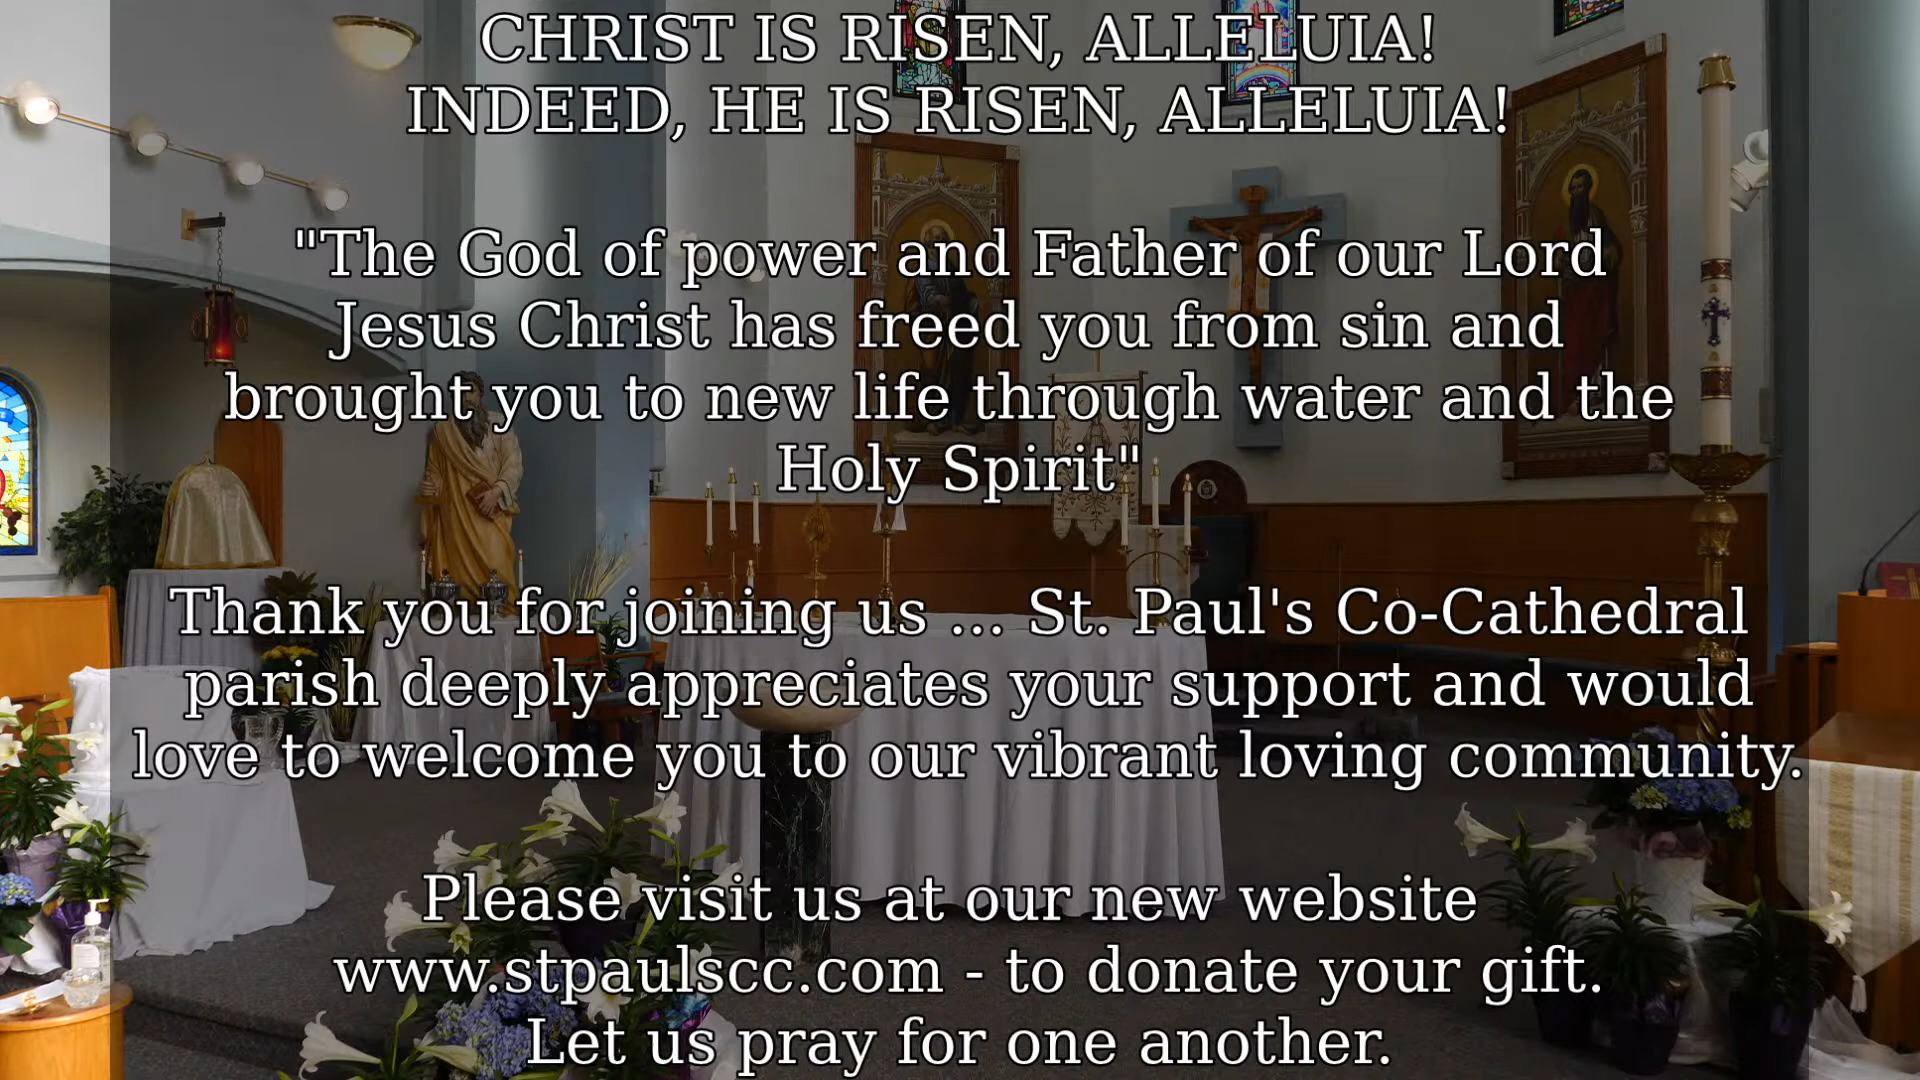 CHRIST IS RISEN, ALLELUIA!
INDEED, HE IS RISEN, ALLELUIA!
"The God of power and Father of our Lord
Jesus Christ has freed you from sin and
brought you to new life through water and the
Holy Spirit"
Thank you for joining us ... St. Paul's Co-Cathedral
parish deeply appreciates your support and would
love to welcome you to our vibrant loving community.
Please visit us at our new website
www.stpaulscc.com - to donate your gift.
Let us pray for one another.